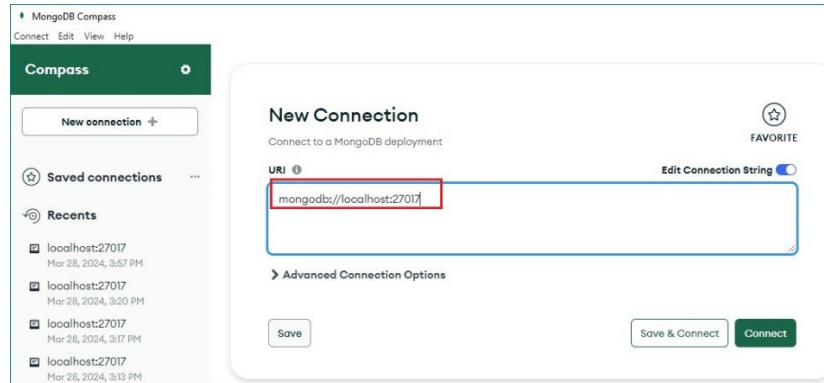 MongoDB Compass
Connect Edit View Help
Compass
New connection +
Saved connections ...
Recents
localhost:27017
Mar 28, 2024, 3:57 PM
localhost:27017
Mar 28, 2024, 3:20 PM
localhost:27017
Mar 28, 2024, 3:17 PM
localhost:27017
Mar 28, 2024, 3:13 PM
New Connection
Connect to a MongoDB deployment
FAVORITE
URI
Edit Connection String
mongodb://localhost:27017
Advanced Connection Options
Save
Save & Connect
Connect